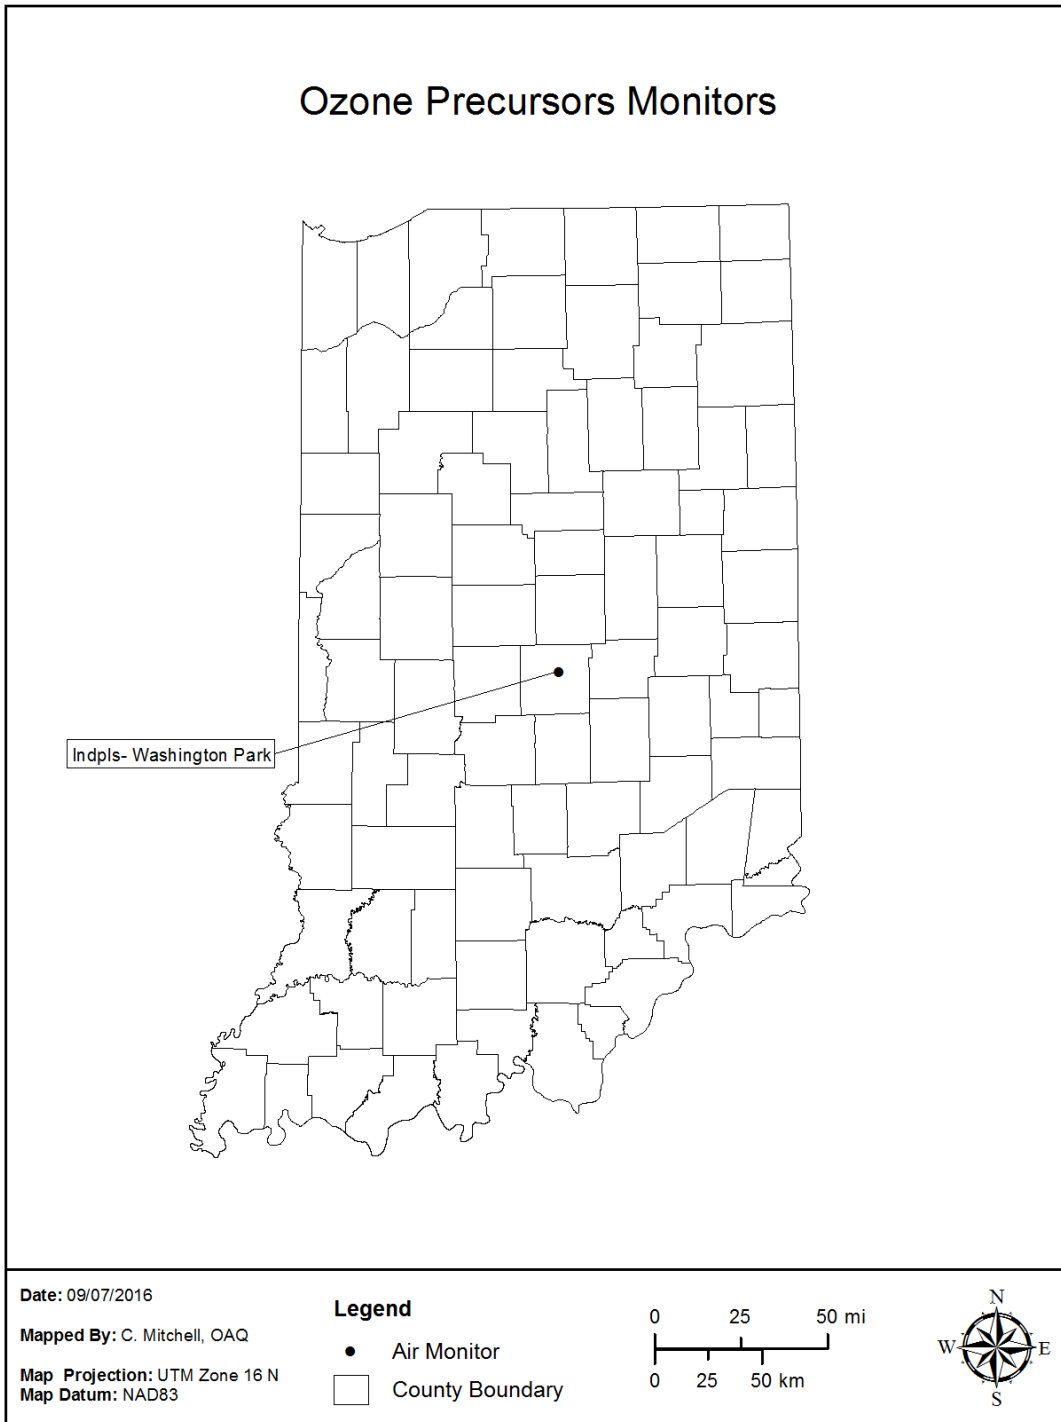 Ozone Precursors Monitors
Indpls- Washington Park
Date: 09/07/2016
Mapped By: C. Mitchell, OAQ
Map Projection: UTM Zone 16 N
Map Datum: NAD83
Legend
Air Monitor
County Boundary
0 25 50 mi
0 25 50 km
N
W E
S